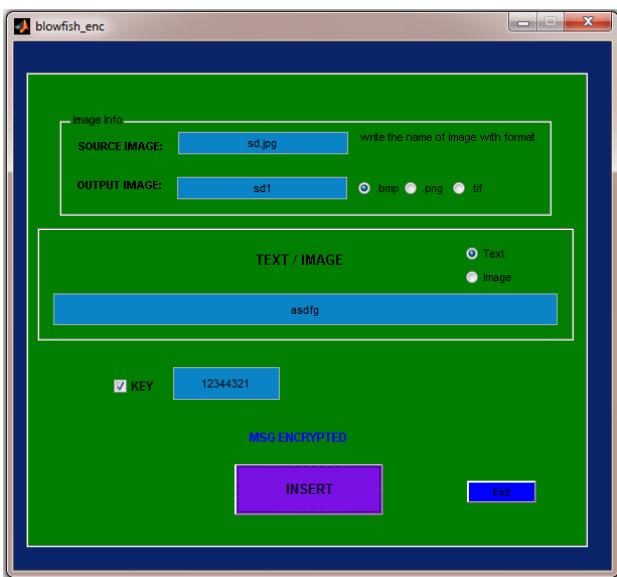 blowfish_enc
Image Info
SOURCE IMAGE: sd.jpg write the name of image with format
OUTPUT IMAGE: sd1 .bmp .png .tif
TEXT / IMAGE
Text
Image
asdfg
KEY 12344321
MSG ENCRYPTED
INSERT
Exit